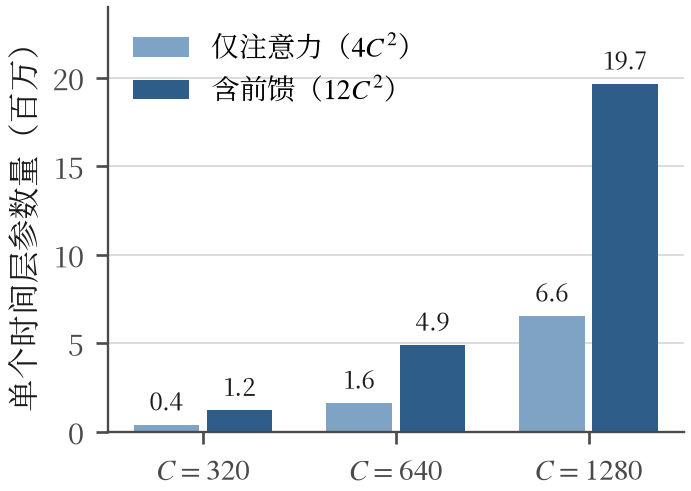 仅注意力（4C²）
含前馈（12C²）
单个时间层参数量（百万）
20
15
10
5
0
0.4
1.2
1.6
4.9
6.6
19.7
C = 320
C = 640
C = 1280